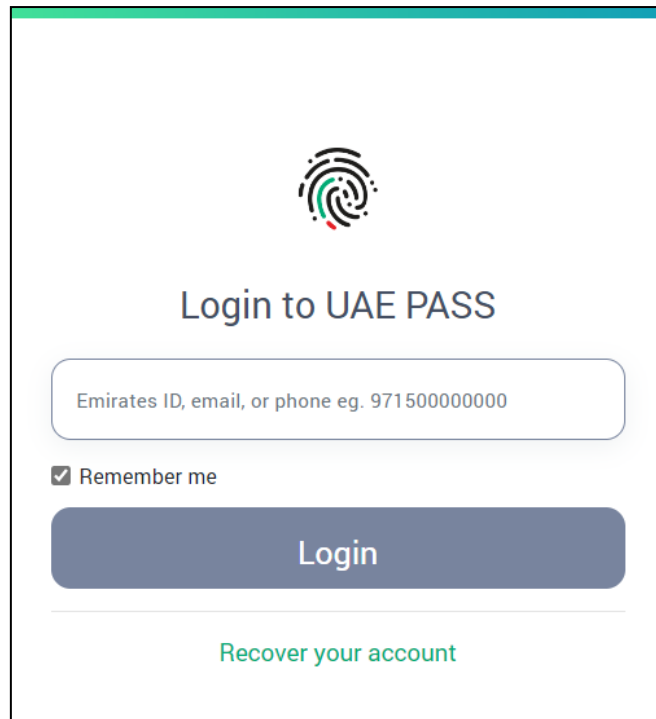 Login to UAE PASS
Emirates ID, email, or phone eg. 971500000000
Remember me
Login
Recover your account